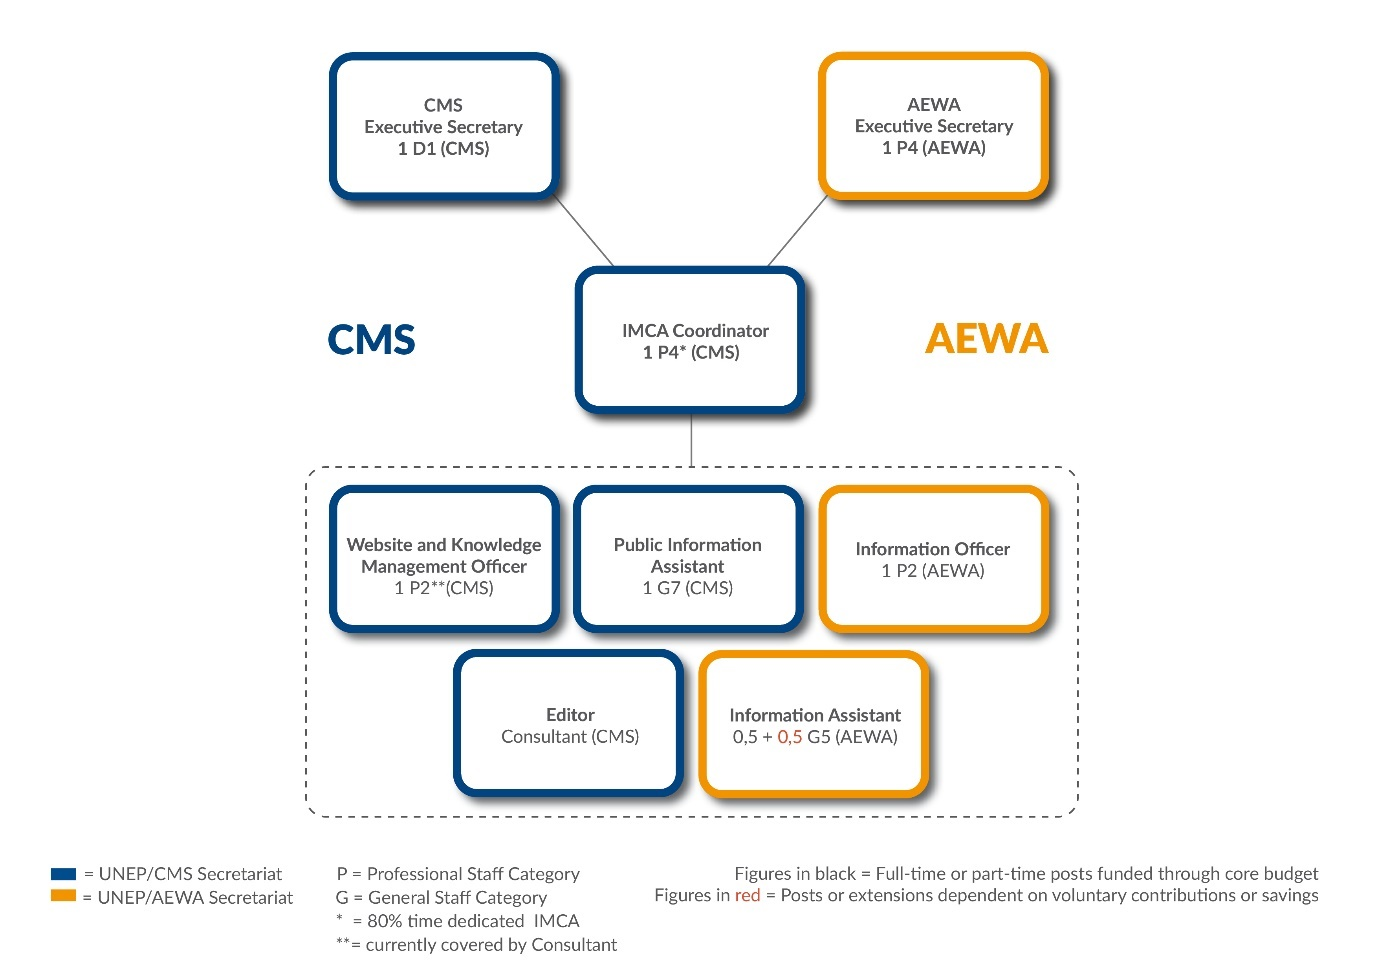 CMS
Executive Secretary
1 D1 (CMS)
AEWA
Executive Secretary
1 P4 (AEWA)
CMS
IMCA Coordinator
1 P4* (CMS)
AEWA
Website and Knowledge
Management Officer
1 P2**(CMS)
Public Information
Assistant
1 G7 (CMS)
Information Officer
1 P2 (AEWA)
Editor
Consultant (CMS)
Information Assistant
0,5 + 0,5 G5 (AEWA)
= UNEP/CMS Secretariat
= UNEP/AEWA Secretariat
P = Professional Staff Category
G = General Staff Category
* = 80% time dedicated IMCA
**= currently covered by Consultant
Figures in black = Full-time or part-time posts funded through core budget
Figures in red = Posts or extensions dependent on voluntary contributions or savings